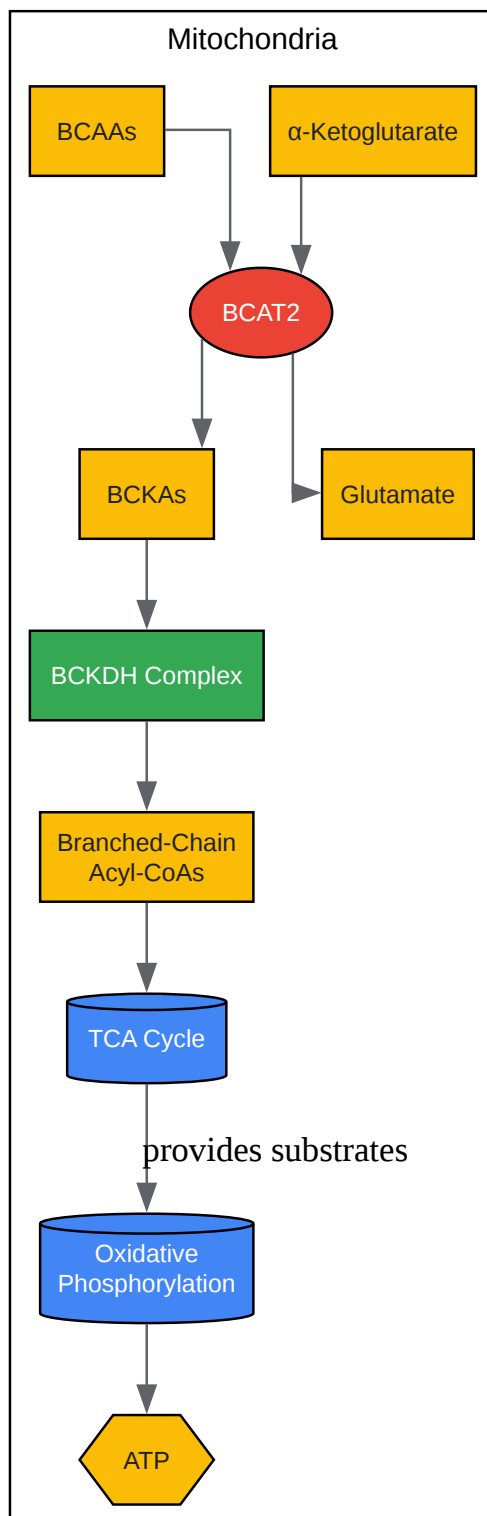 Mitochondria
BCAAs
α-Ketoglutarate
BCAT2
BCKAs
Glutamate
BCKDH Complex
Branched-Chain
Acyl-CoAs
TCA Cycle
provides substrates
Oxidative
Phosphorylation
ATP